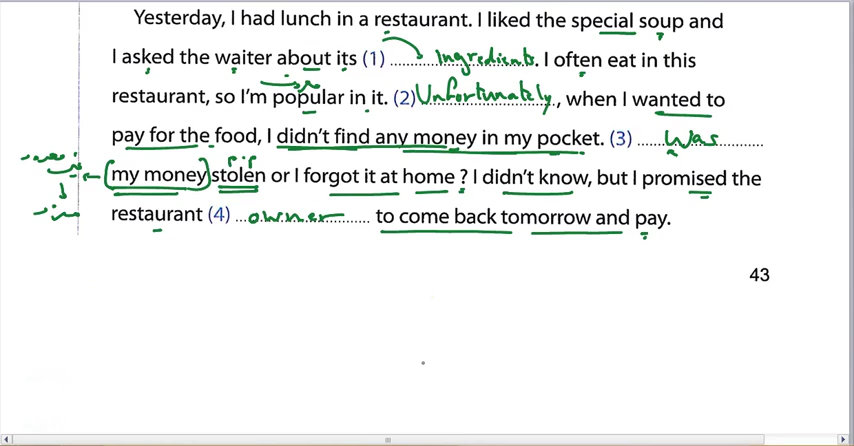 Yesterday, I had lunch in a restaurant. I liked the special soup and
I asked the waiter about its (1) ingredients. I often eat in this
معروف
restaurant, so I'm popular in it. (2) Unfortunately, when I wanted to
pay for the food, I didn't find any money in my pocket. (3) Was
P.P
my money stolen or I forgot it at home? I didn't know, but I promised the
restaurant (4) owner to come back tomorrow and pay.
43